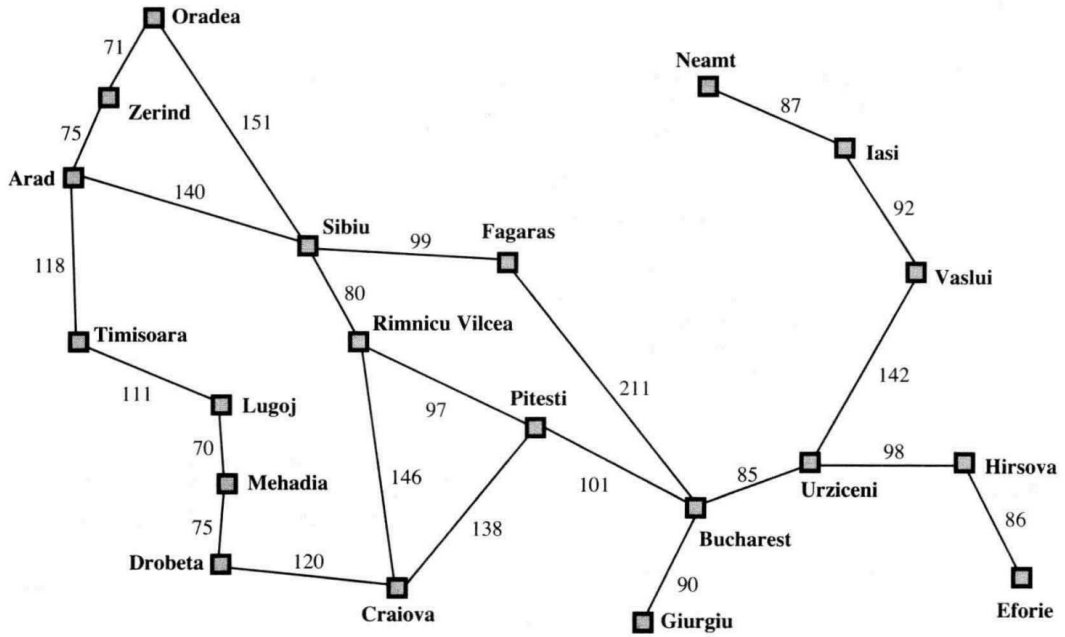 Oradea
71
Neamt
Zerind
87
75
151
Iasi
Arad
140
92
Sibiu
Fagaras
99
Vaslui
118
80
Timisoara
Rimnicu Vilcea
142
211
111
Pitesti
Lugoj
97
70
98
Hirsova
Mehadia
146
101
85
Urziceni
75
138
86
Bucharest
Drobeta
120
90
Craiova
Giurgiu
Eforie